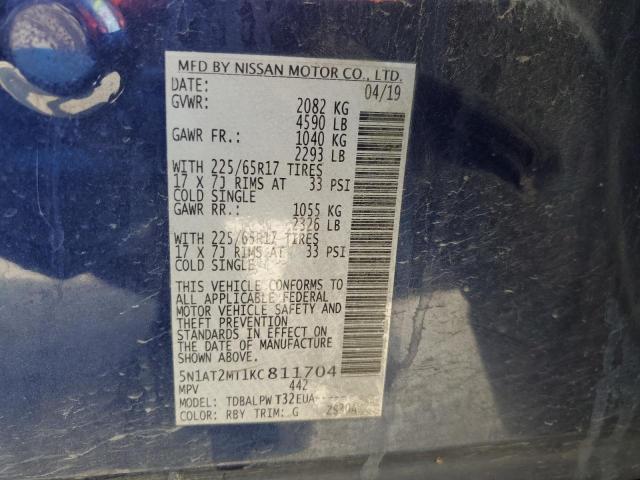 MFD BY NISSAN MOTOR CO., LTD.
DATE: 04/19
GVWR: 2082 KG
4590 LB
GAWR FR.: 1040 KG
2293 LB
WITH 225/65R17 TIRES
17 X 7J RIMS AT 33 PSI
COLD SINGLE
GAWR RR.: 1055 KG
2326 LB
WITH 225/65R17 TIRES
17 X 7J RIMS AT 33 PSI
COLD SINGLE
THIS VEHICLE CONFORMS TO
ALL APPLICABLE FEDERAL
MOTOR VEHICLE SAFETY AND
THEFT PREVENTION
STANDARDS IN EFFECT ON
THE DATE OF MANUFACTURE
SHOWN ABOVE.
5N1AT2MT1KC811704
MPV 442
MODEL: TDBALPW T32EUA
COLOR: RBY TRIM: G